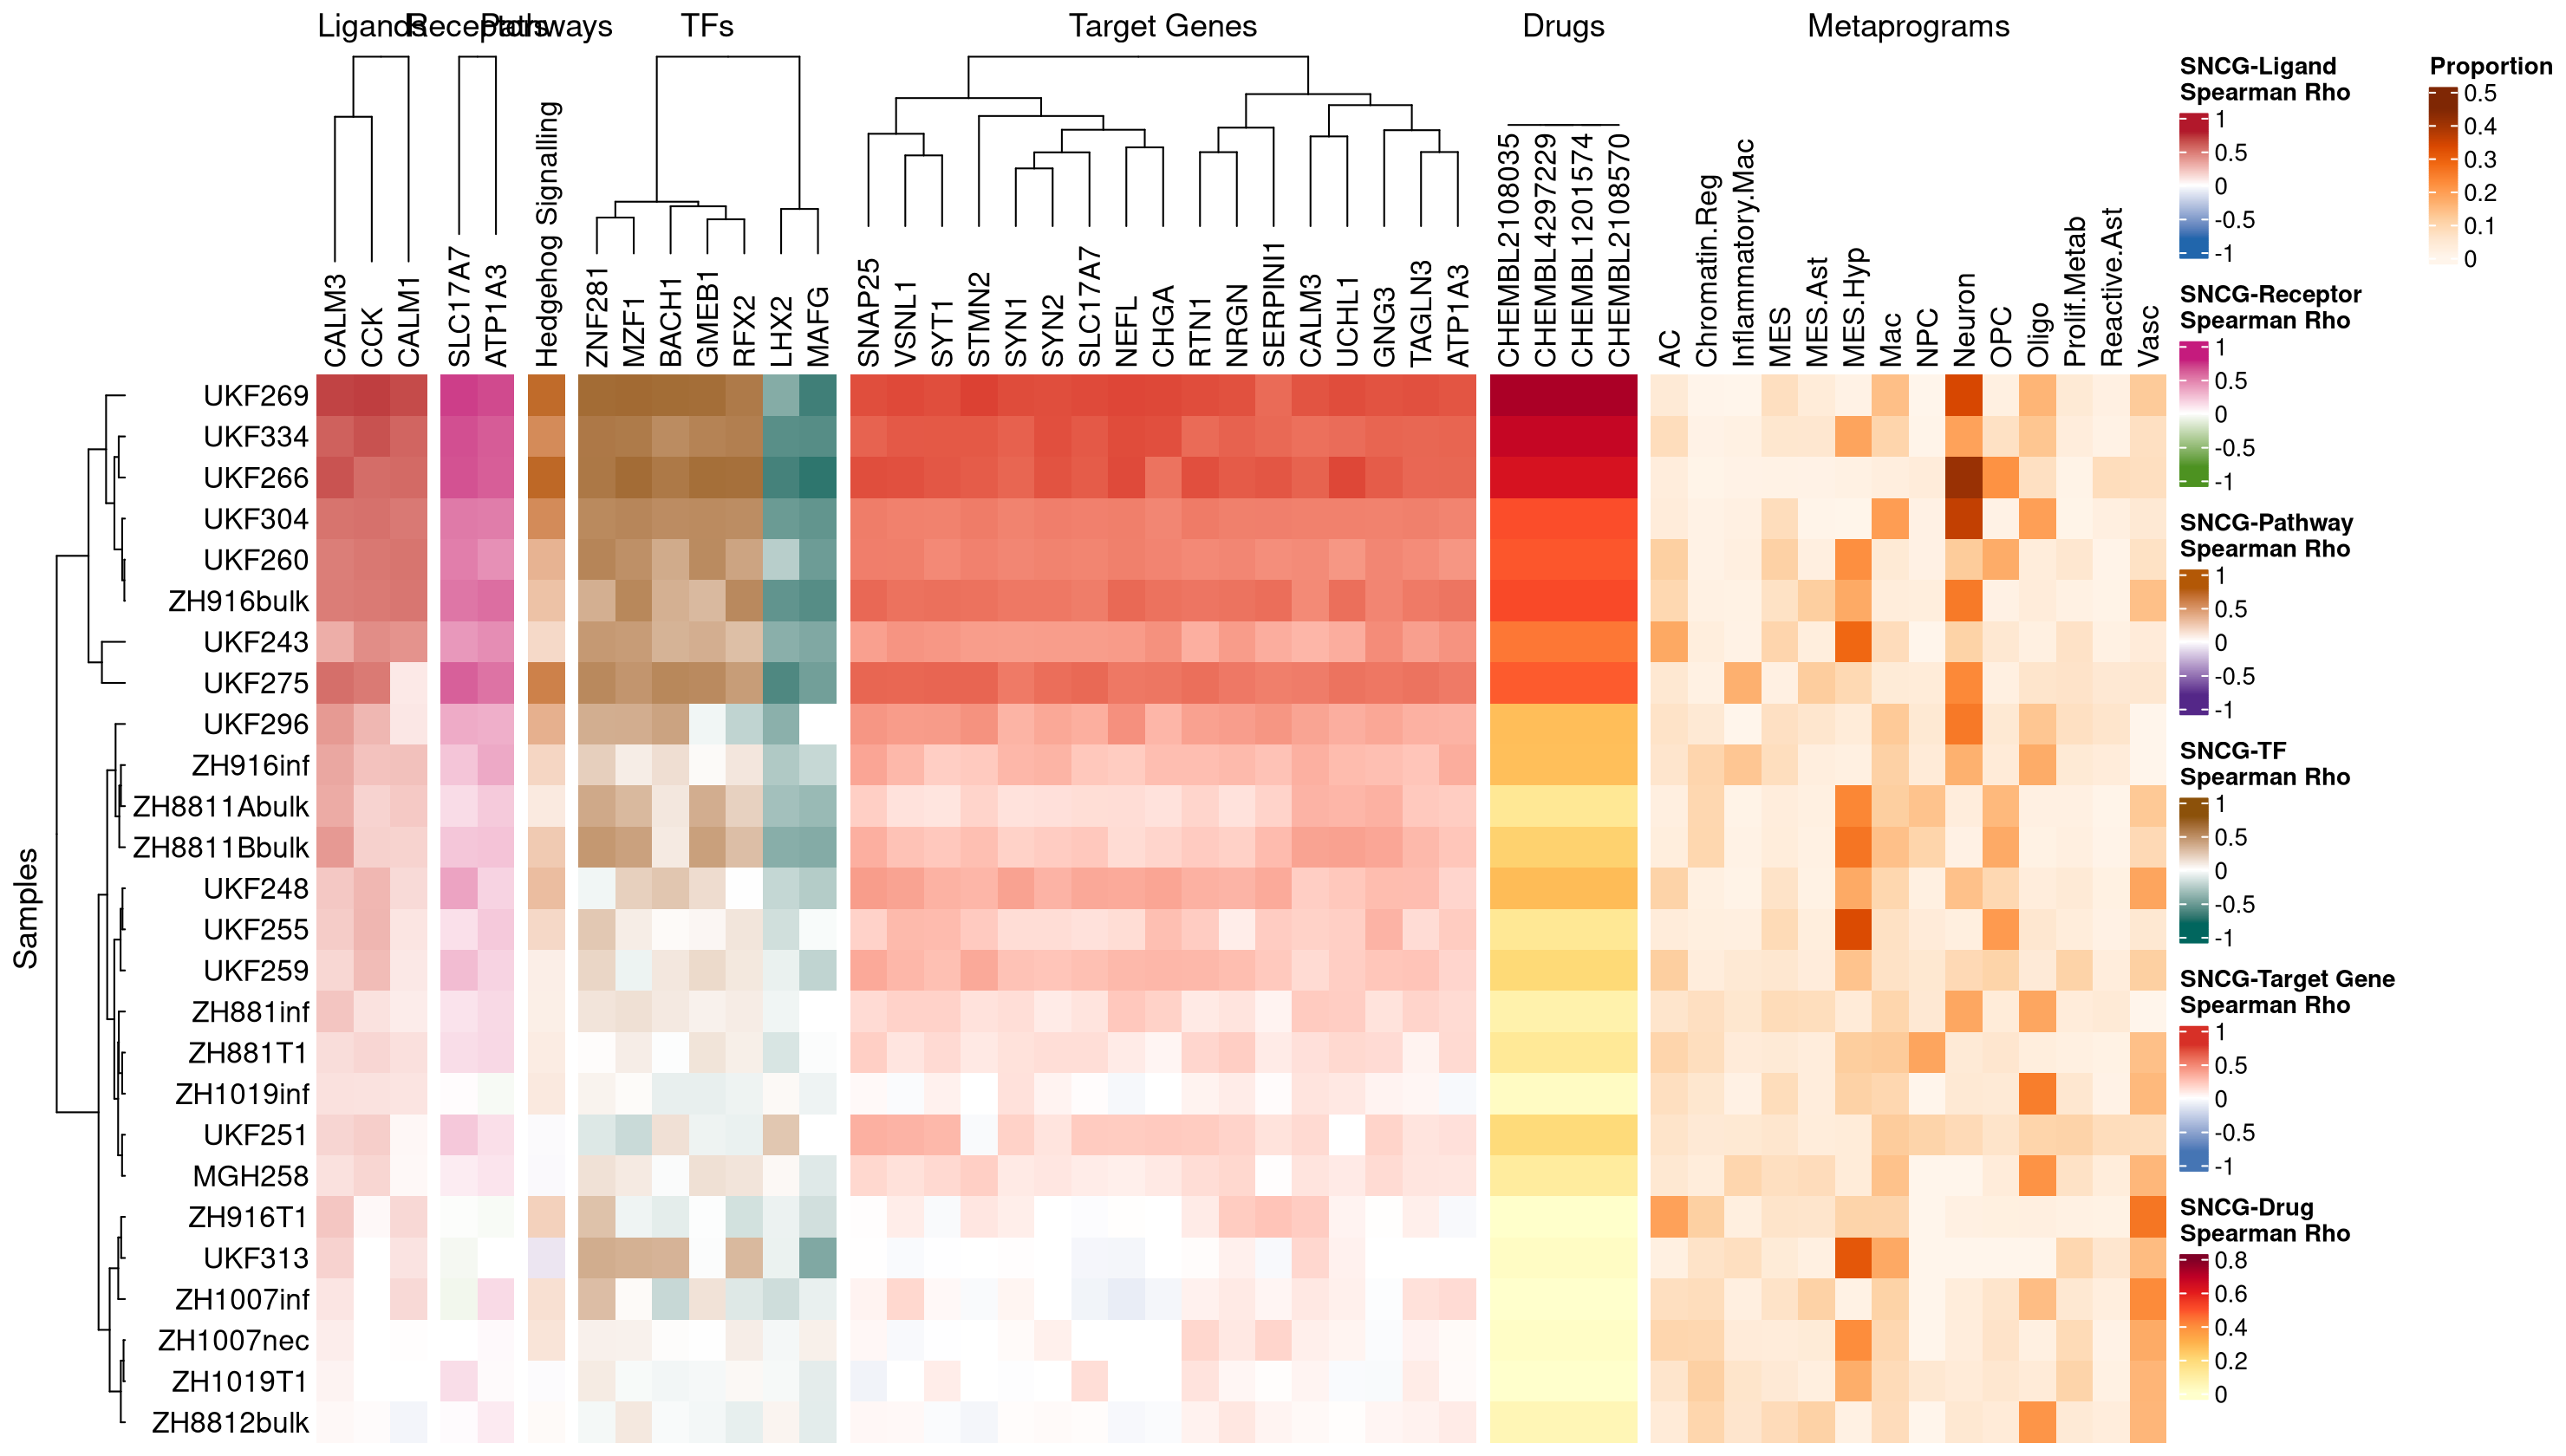 Ligands Receptors Pathways TFs Target Genes Drugs Metaprograms
CALM3
CCK
CALM1
SLC17A7
ATP1A3
Hedgehog Signalling
ZNF281
MZF1
BACH1
GMEB1
RFX2
LHX2
MAFG
SNAP25
VSNL1
SYT1
STMN2
SYN1
SYN2
SLC17A7
NEFL
CHGA
RTN1
NRGN
SERPINI1
CALM3
UCHL1
GNG3
TAGLN3
ATP1A3
CHEMBL2108035
CHEMBL4297229
CHEMBL1201574
CHEMBL2108570
AC
Chromatin.Reg
Inflammatory.Mac
MES
MES.Ast
MES.Hyp
Mac
NPC
Neuron
OPC
Oligo
Prolif.Metab
Reactive.Ast
Vasc
Samples
UKF269
UKF334
UKF266
UKF304
UKF260
ZH916bulk
UKF243
UKF275
UKF296
ZH916inf
ZH8811Abulk
ZH8811Bbulk
UKF248
UKF255
UKF259
ZH881inf
ZH881T1
ZH1019inf
UKF251
MGH258
ZH916T1
UKF313
ZH1007inf
ZH1007nec
ZH1019T1
ZH8812bulk
SNCG-Ligand
Spearman Rho
1
0.5
0
-0.5
-1
SNCG-Receptor
Spearman Rho
1
0.5
0
-0.5
-1
SNCG-Pathway
Spearman Rho
1
0.5
0
-0.5
-1
SNCG-TF
Spearman Rho
1
0.5
0
-0.5
-1
SNCG-Target Gene
Spearman Rho
1
0.5
0
-0.5
-1
SNCG-Drug
Spearman Rho
0.8
0.6
0.4
0.2
0
Proportion
0.5
0.4
0.3
0.2
0.1
0